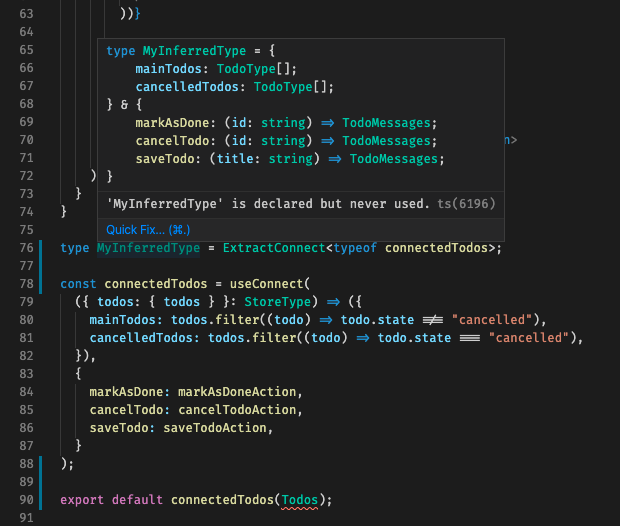 63 ))}
64
65 type MyInferredType = {
66 mainTodos: TodoType[];
67 cancelledTodos: TodoType[];
68 } & {
69 markAsDone: (id: string) => TodoMessages;
70 cancelTodo: (id: string) => TodoMessages; n>
71 saveTodo: (title: string) => TodoMessages;
72 ) }
73 }
'MyInferredType' is declared but never used. ts(6196)
74 }
75 Quick Fix... (⌘.)
76 type MyInferredType = ExtractConnect<typeof connectedTodos>;
77
78 const connectedTodos = useConnect(
79 ({ todos: { todos } }: StoreType) => ({
80 mainTodos: todos.filter((todo) => todo.state !== "cancelled"),
81 cancelledTodos: todos.filter((todo) => todo.state === "cancelled"),
82 }),
83 {
84 markAsDone: markAsDoneAction,
85 cancelTodo: cancelTodoAction,
86 saveTodo: saveTodoAction,
87 }
88 );
89
90 export default connectedTodos(Todos);
91